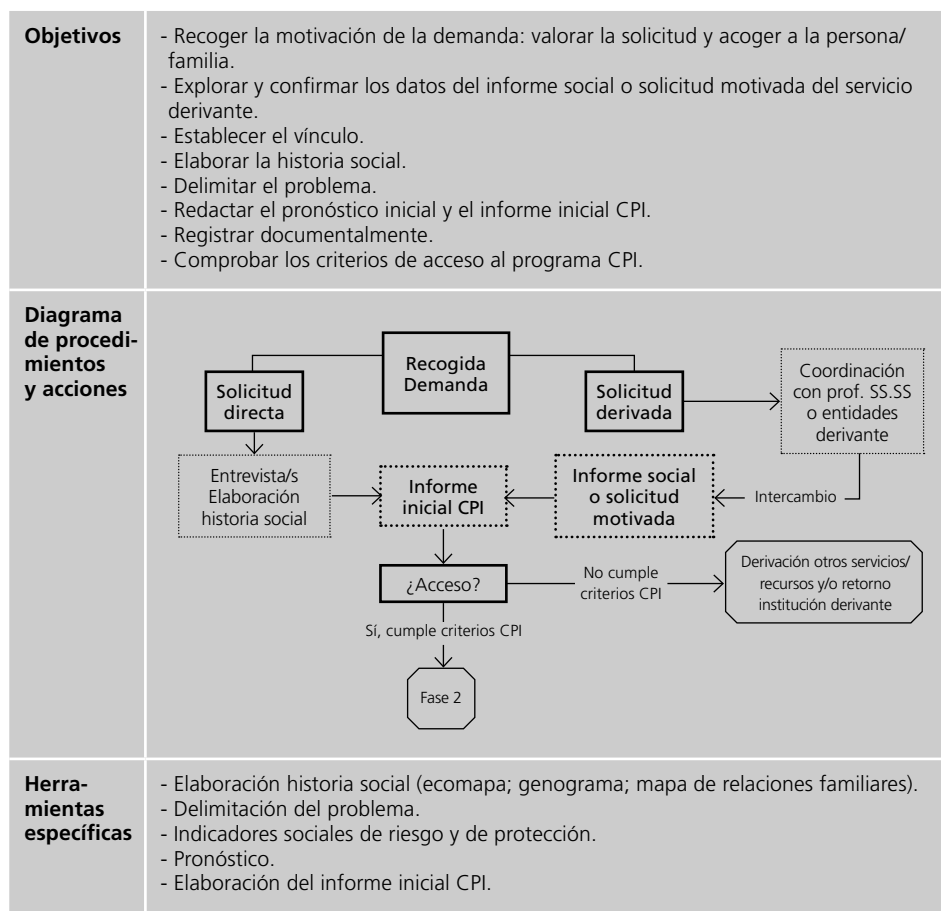 Objetivos
- Recoger la motivación de la demanda: valorar la solicitud y acoger a la persona/
familia.
- Explorar y confirmar los datos del informe social o solicitud motivada del servicio
derivante.
- Establecer el vínculo.
- Elaborar la historia social.
- Delimitar el problema.
- Redactar el pronóstico inicial y el informe inicial CPI.
- Registrar documentalmente.
- Comprobar los criterios de acceso al programa CPI.
Diagrama
de procedi-
mientos
y acciones
Recogida
Demanda
Solicitud
directa
Solicitud
derivada
Coordinación
con prof. SS.SS
o entidades
derivante
Entrevista/s
Elaboración
historia social
Informe
inicial CPI
Informe social
o solicitud
motivada
Intercambio
¿Acceso?
No cumple
criterios CPI
Derivación otros servicios/
recursos y/o retorno
institución derivante
Sí, cumple criterios CPI
Fase 2
Herra-
mientas
específicas
- Elaboración historia social (ecomapa; genograma; mapa de relaciones familiares).
- Delimitación del problema.
- Indicadores sociales de riesgo y de protección.
- Pronóstico.
- Elaboración del informe inicial CPI.